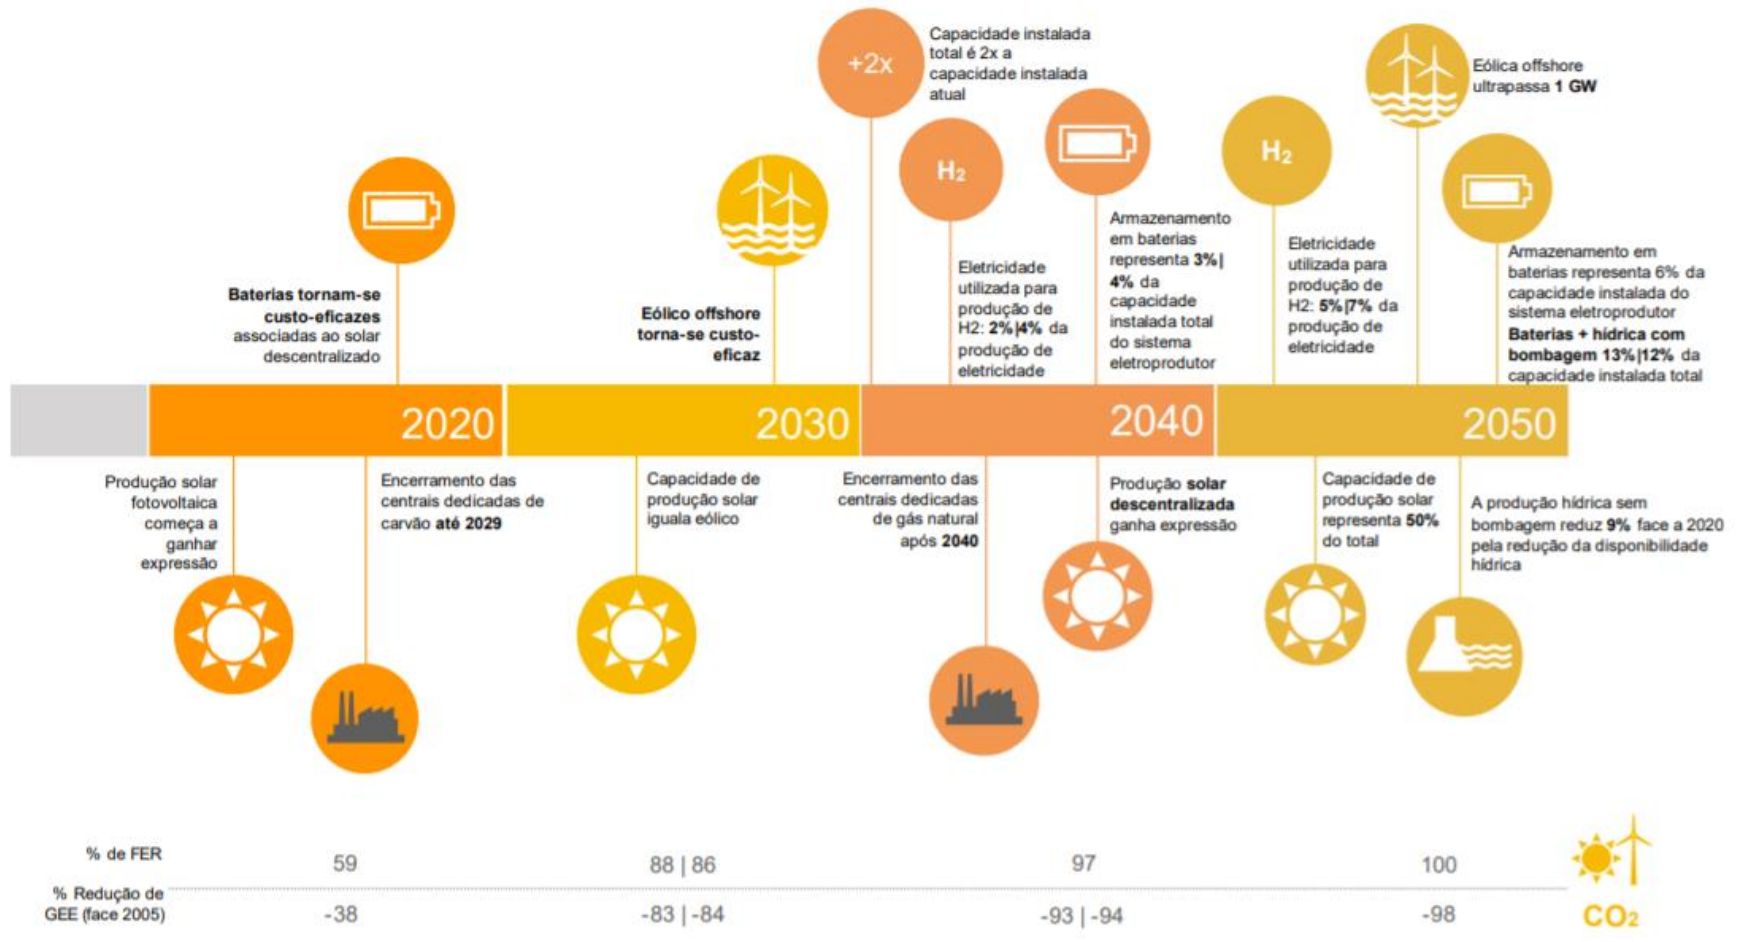 +2x
Capacidade instalada
total é 2x a
capacidade instalada
atual
Eólica offshore
ultrapassa 1 GW
H2
H2
Baterias tornam-se
custo-eficazes
associadas ao solar
descentralizado
Eólico offshore
torna-se custo-
eficaz
Eletricidade
utilizada para
produção de
H2: 2%|4% da
produção de
eletricidade
Armazenamento
em baterias
representa 3%|
4% da
capacidade
instalada total
do sistema
eletroprodutor
Eletricidade
utilizada para
produção de
H2: 5%|7% da
produção de
eletricidade
Armazenamento em
baterias representa 6% da
capacidade instalada do
sistema eletroprodutor
Baterias + hídrica com
bombagem 13%|12% da
capacidade instalada total
2020
2030
2040
2050
Produção solar
fotovoltaica
começa a
ganhar
expressão
Encerramento das
centrais dedicadas de
carvão até 2029
Capacidade de
produção solar
iguala eólico
Encerramento das
centrais dedicadas
de gás natural
após 2040
Produção solar
descentralizada
ganha expressão
Capacidade de
produção solar
representa 50%
do total
A produção hídrica sem
bombagem reduz 9% face a 2020
pela redução da disponibilidade
hídrica
% de FER
59
88 | 86
97
100
% Redução de
GEE (face 2005)
-38
-83 | -84
-93 | -94
-98
CO2